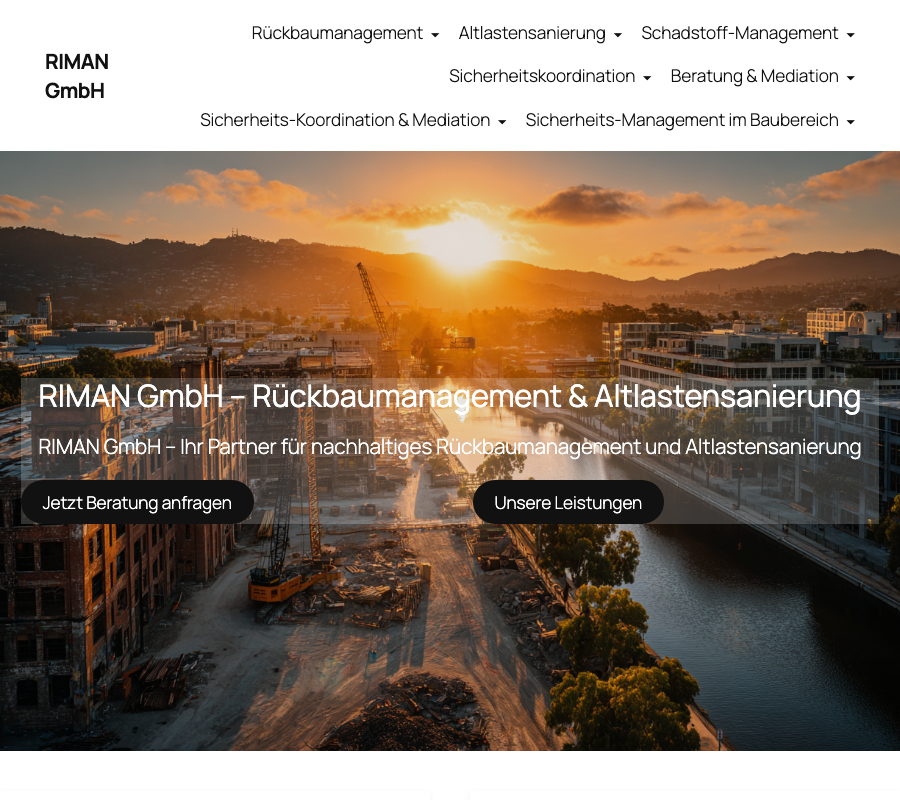 RIMAN
GmbH
Rückbaumanagement Altlastensanierung Schadstoff-Management
Sicherheitskoordination Beratung & Mediation
Sicherheits-Koordination & Mediation Sicherheits-Management im Baubereich
RIMAN GmbH – Rückbaumanagement & Altlastensanierung
RIMAN GmbH – Ihr Partner für nachhaltiges Rückbaumanagement und Altlastensanierung
Jetzt Beratung anfragen Unsere Leistungen